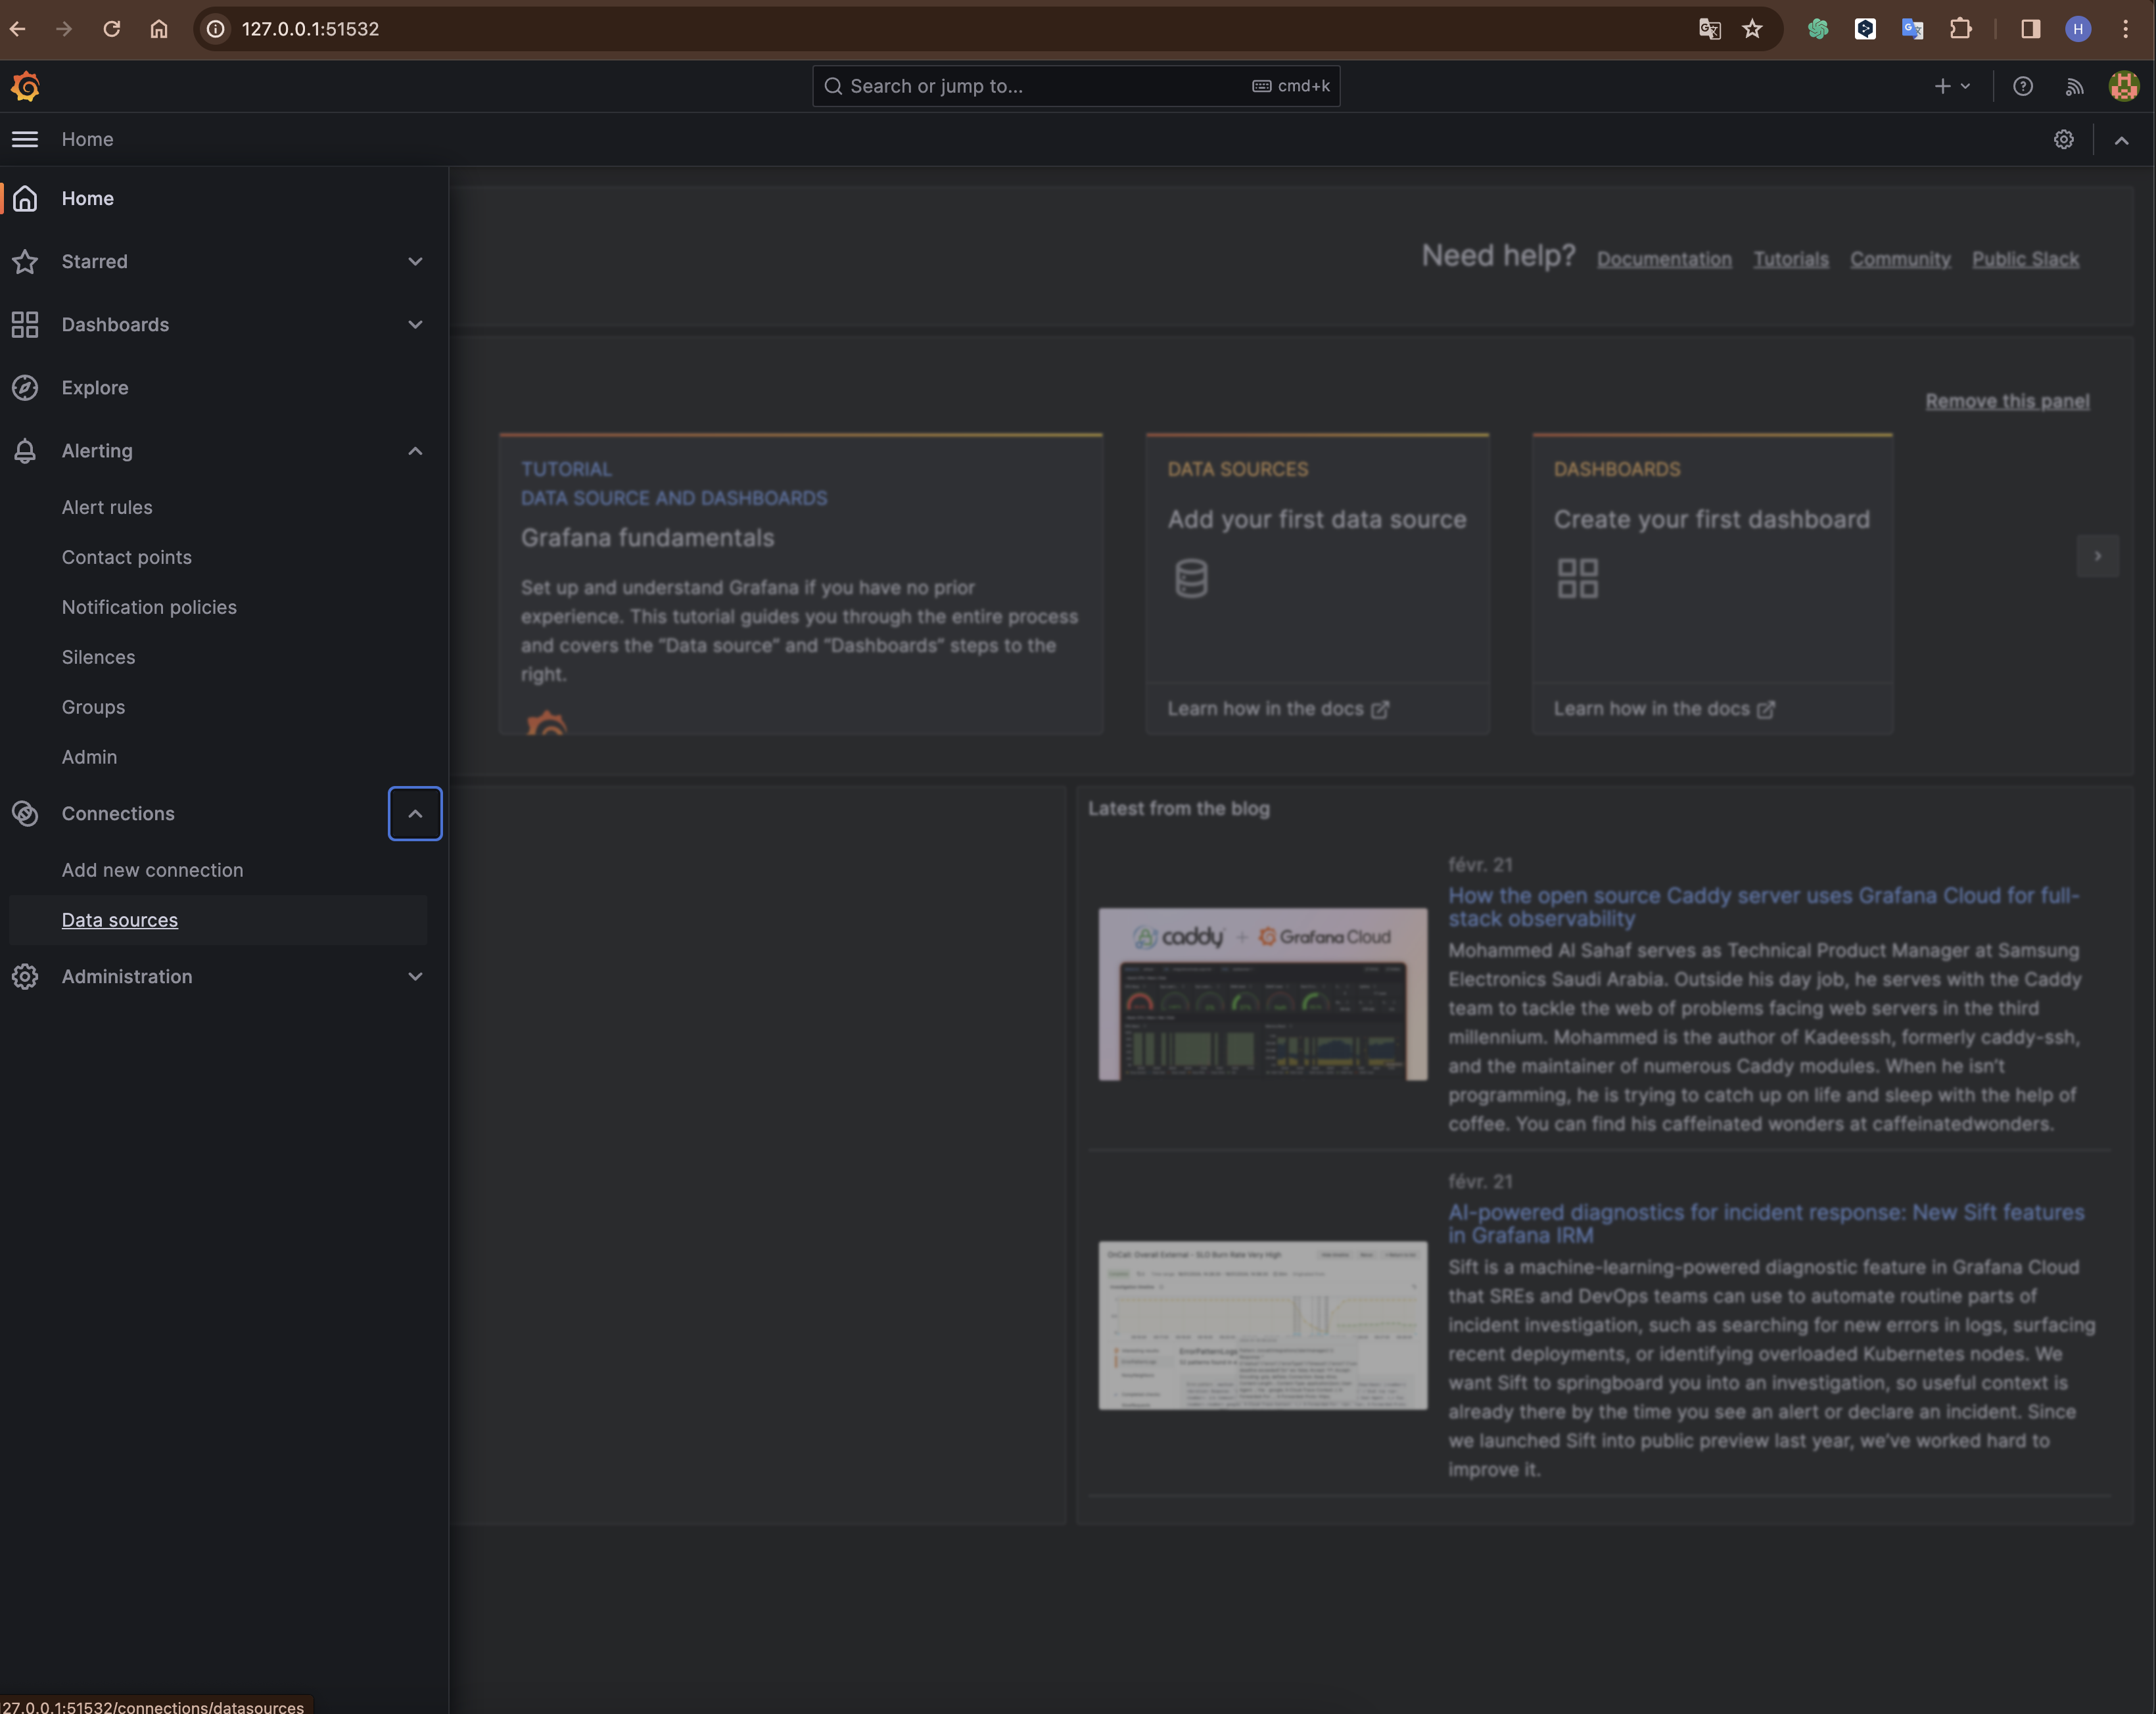 127.0.0.1:51532
H
Search or jump to...
cmd+k
Home
Home
Starred
Dashboards
Explore
Alerting
Alert rules
Contact points
Notification policies
Silences
Groups
Admin
Connections
Add new connection
Data sources
Administration
Need help?
Documentation
Tutorials
Community
Public Slack
Remove this panel
TUTORIAL
DATA SOURCE AND DASHBOARDS
Grafana fundamentals
Set up and understand Grafana if you have no prior
experience. This tutorial guides you through the entire process
and covers the “Data source” and “Dashboards” steps to the
right.
DATA SOURCES
Add your first data source
Learn how in the docs
DASHBOARDS
Create your first dashboard
Learn how in the docs
Latest from the blog
févr. 21
How the open source Caddy server uses Grafana Cloud for full-
stack observability
caddy + Grafana Cloud
Mohammed Al Sahaf serves as Technical Product Manager at Samsung
Electronics Saudi Arabia. Outside his day job, he serves with the Caddy
team to tackle the web of problems facing web servers in the third
millennium. Mohammed is the author of Kadeessh, formerly caddy-ssh,
and the maintainer of numerous Caddy modules. When he isn't
programming, he is trying to catch up on life and sleep with the help of
coffee. You can find his caffeinated wonders at caffeinatedwonders.
févr. 21
AI-powered diagnostics for incident response: New Sift features
in Grafana IRM
OnCall: Overall External - SLO Burn Rate Very High
Sift is a machine-learning-powered diagnostic feature in Grafana Cloud
that SREs and DevOps teams can use to automate routine parts of
incident investigation, such as searching for new errors in logs, surfacing
recent deployments, or identifying overloaded Kubernetes nodes. We
want Sift to springboard you into an investigation, so useful context is
already there by the time you see an alert or declare an incident. Since
we launched Sift into public preview last year, we've worked hard to
improve it.
27.0.0.1:51532/connections/datasources